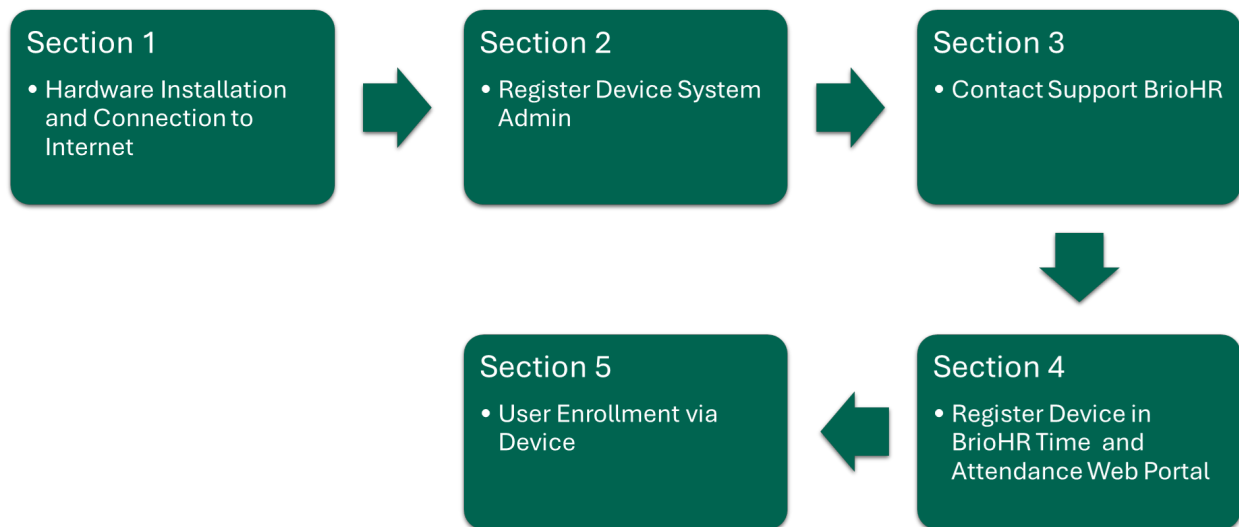 Section 1
• Hardware Installation
and Connection to
Internet
Section 2
• Register Device System
Admin
Section 3
• Contact Support BrioHR
Section 4
• Register Device in
BrioHR Time and
Attendance Web Portal
Section 5
• User Enrollment via
Device